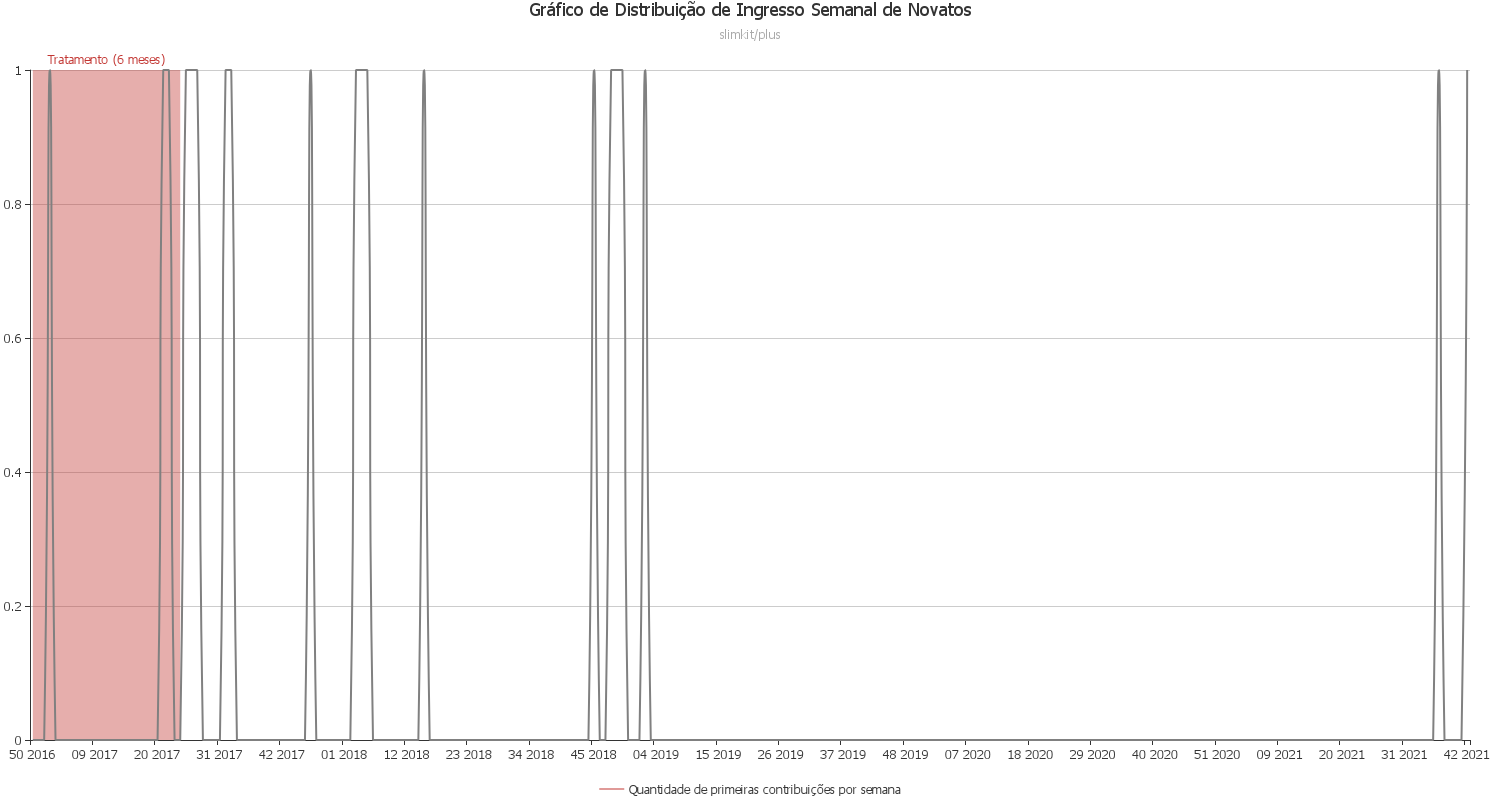 Gráfico de Distribuição de Ingresso Semanal de Novatos
slimkit/plus
Tratamento (6 meses)
1
0.8
0.6
0.4
0.2
0
50 2016 09 2017 20 2017 31 2017 42 2017 01 2018 12 2018 23 2018 34 2018 45 2018 04 2019 15 2019 26 2019 37 2019 48 2019 07 2020 18 2020 29 2020 40 2020 51 2020 09 2021 20 2021 31 2021 42 2021
Quantidade de primeiras contribuições por semana